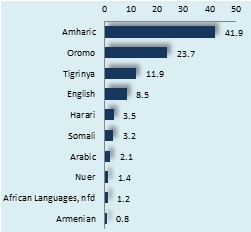 0 10 20 30 40 50
Amharic 41.9
Oromo 23.7
Tigrinya 11.9
English 8.5
Harari 3.5
Somali 3.2
Arabic 2.1
Nuer 1.4
African Languages, nfd 1.2
Armenian 0.8